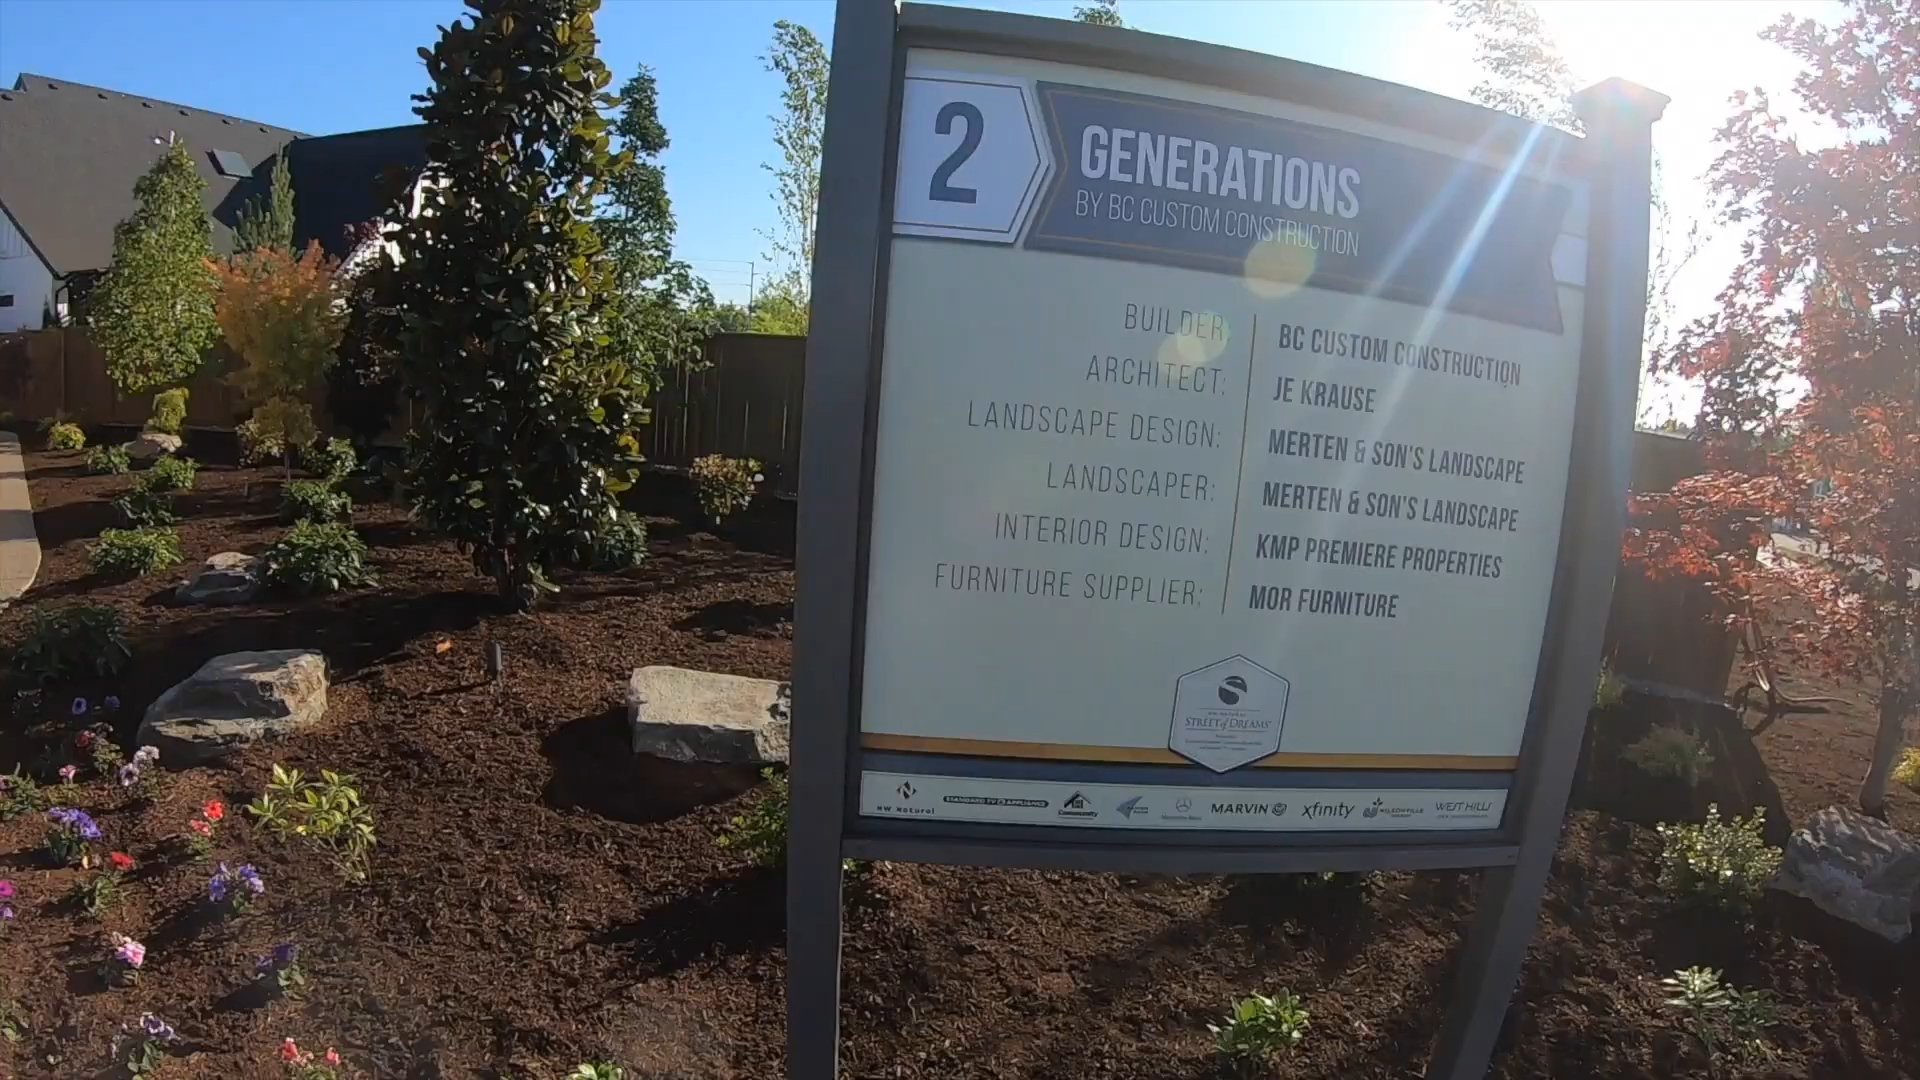 2
GENERATIONS
BY BC CUSTOM CONSTRUCTION
BUILDER: BC CUSTOM CONSTRUCTION
ARCHITECT: JE KRAUSE
LANDSCAPE DESIGN: MERTEN & SON'S LANDSCAPE
LANDSCAPER: MERTEN & SON'S LANDSCAPE
INTERIOR DESIGN: KMP PREMIERE PROPERTIES
FURNITURE SUPPLIER: MOR FURNITURE
STREET of DREAMS
NW Natural STANDARD TV & APPLIANCE Community MARVIN xfinity WILSONVILLE WEST HILLS